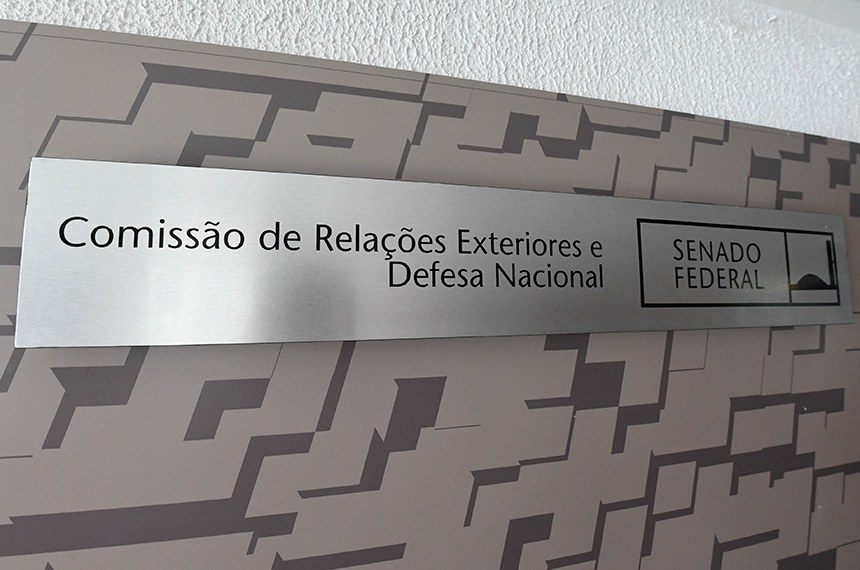 Comissão de Relações Exteriores e
Defesa Nacional
SENADO
FEDERAL